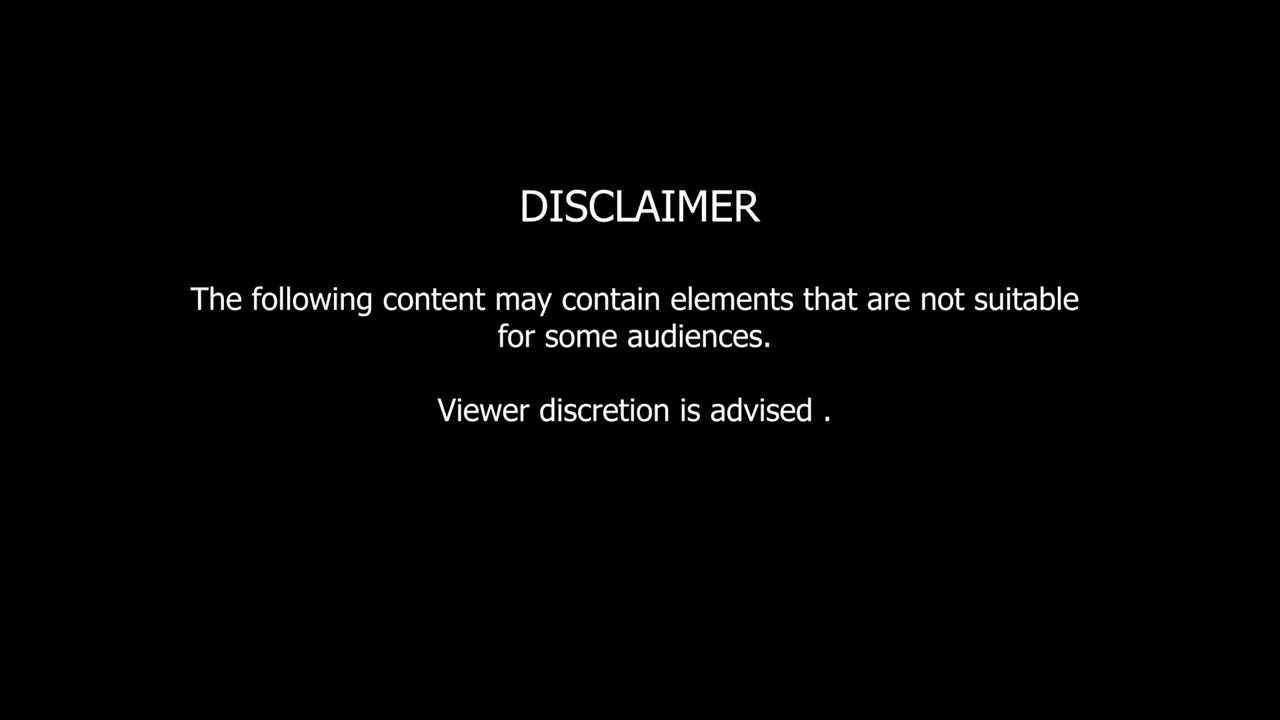 DISCLAIMER
The following content may contain elements that are not suitable
for some audiences.
Viewer discretion is advised .